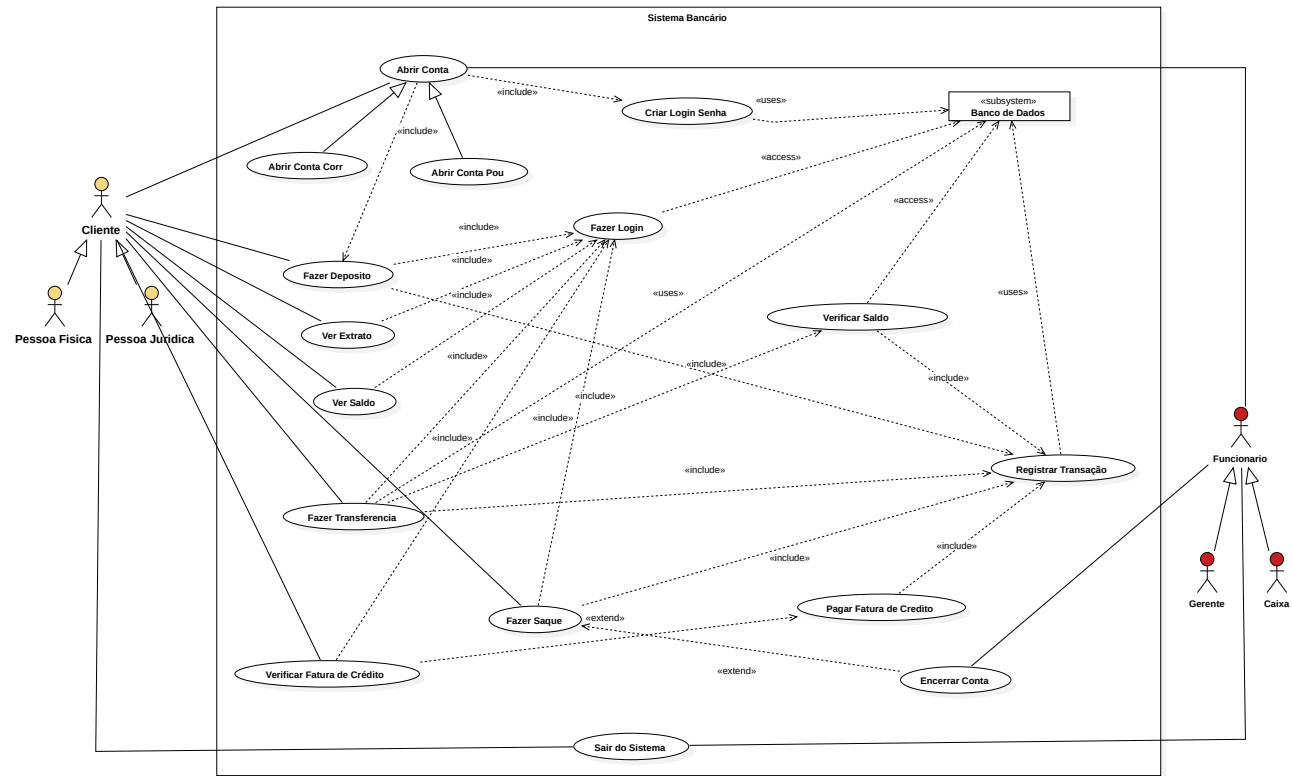 Sistema Bancário
Abrir Conta
«include»
Criar Login Senha
«uses»
«subsystem»
Banco de Dados
«include»
Abrir Conta Corr
Abrir Conta Pou
«access»
«access»
Cliente
Fazer Login
«include»
«include»
Fazer Deposito
«include»
«uses»
«uses»
Verificar Saldo
Pessoa Fisica
Pessoa Juridica
Ver Extrato
«include»
«include»
«include»
«include»
Ver Saldo
«include»
«include»
Funcionario
«include»
Registrar Transação
Fazer Transferencia
«include»
«include»
Gerente
Caixa
Pagar Fatura de Credito
Fazer Saque
«extend»
Verificar Fatura de Crédito
«extend»
Encerrar Conta
Sair do Sistema